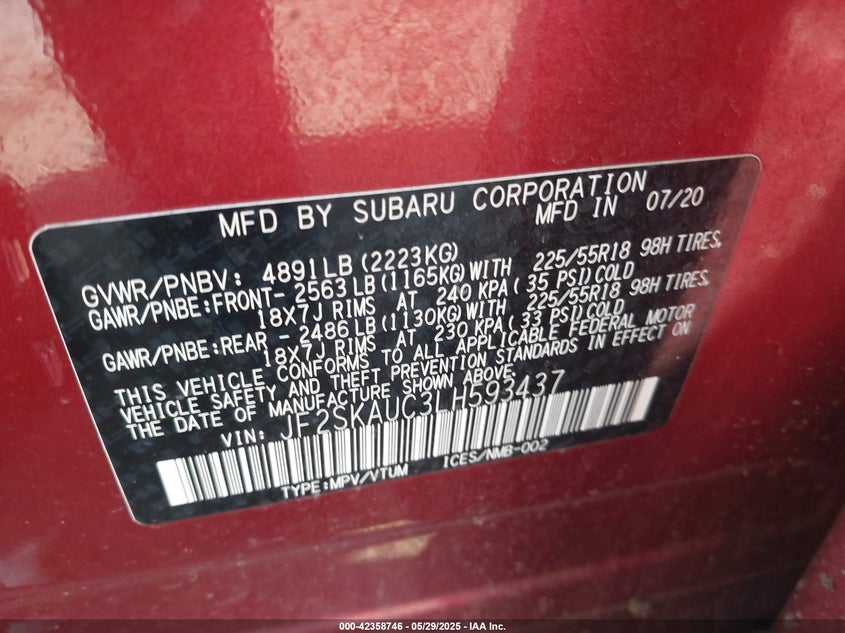 MFD BY SUBARU CORPORATION
MFD IN 07/20
GVWR/PNBV: 4891LB(2223KG)
GAWR/PNBE:FRONT- 2563LB(1165KG)WITH 225/55R18 98H TIRES,
18X7J RIMS AT 240 KPA( 35 PSI)COLD
GAWR/PNBE:REAR - 2486LB(1130KG)WITH 225/55R18 98H TIRES,
18X7J RIMS AT 230 KPA( 33 PSI)COLD
THIS VEHICLE CONFORMS TO ALL APPLICABLE FEDERAL MOTOR
VEHICLE SAFETY AND THEFT PREVENTION STANDARDS IN EFFECT ON
THE DATE OF MANUFACTURE SHOWN ABOVE.
VIN: JF2SKAUC3LH593437
TYPE:MPV/VTUM ICES/NMB-002
000-42358746 - 05/29/2025 - IAA Inc.